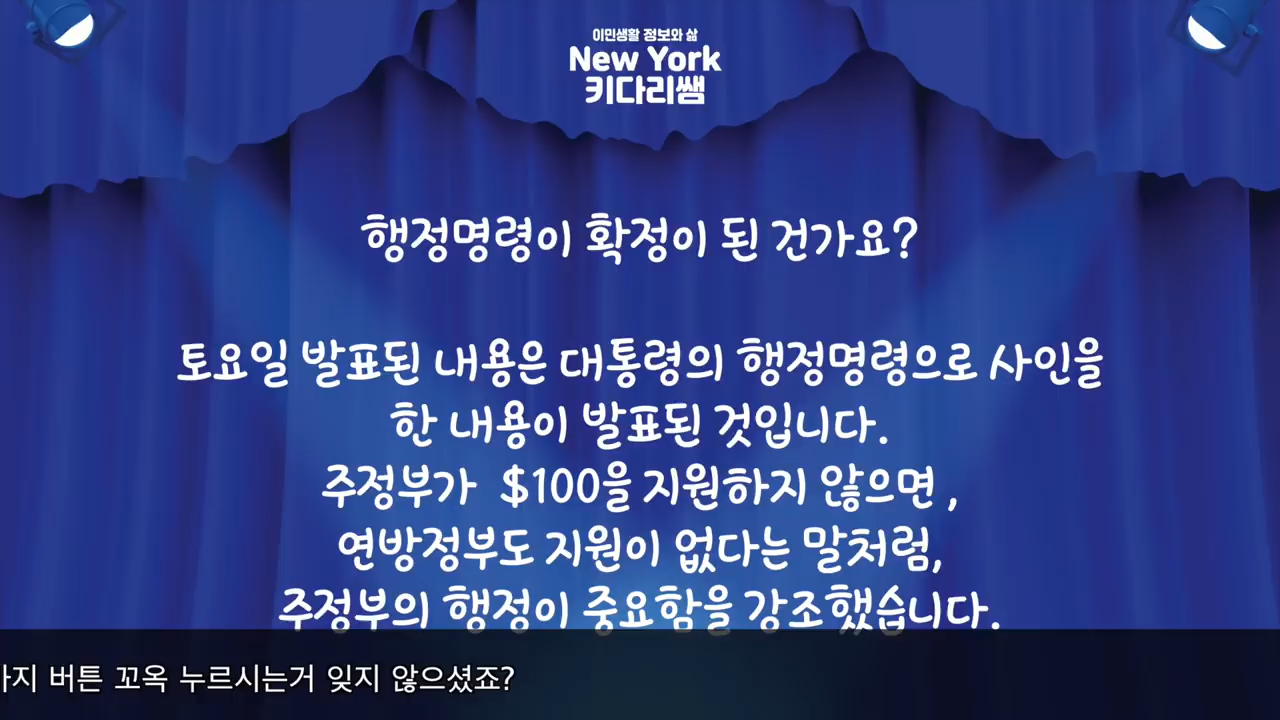 이민생활 정보와 삶
New York
키다리쌤
행정명령이 확정이 된 건가요?
토요일 발표된 내용은 대통령의 행정명령으로 사인을
한 내용이 발표된 것입니다.
주정부가 $100을 지원하지 않으면 ,
연방정부도 지원이 없다는 말처럼,
주정부의 행정이 중요함을 강조했습니다.
버튼 꼬옥 누르시는거 잊지 않으셨죠?